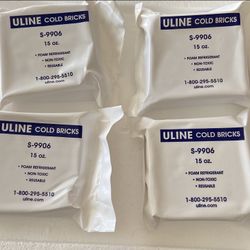 ULINE COLD BRICKS
S-9906
15 oz.
• FOAM REFRIGERANT
• NON-TOXIC
• REUSABLE
1-800-295-5510
uline.com
ULINE COLD BRICKS
S-9906
15 oz.
• FOAM REFRIGERANT
• NON-TOXIC
• REUSABLE
1-800-295-5510
uline.com
ULINE COLD BRICKS
S-9906
15 oz.
• FOAM REFRIGERANT
• NON-TOXIC
• REUSABLE
1-800-295-5510
uline.com
ULINE COLD BRICKS
S-9906
15 oz.
• FOAM REFRIGERANT
• NON-TOXIC
• REUSABLE
1-800-295-5510
uline.com